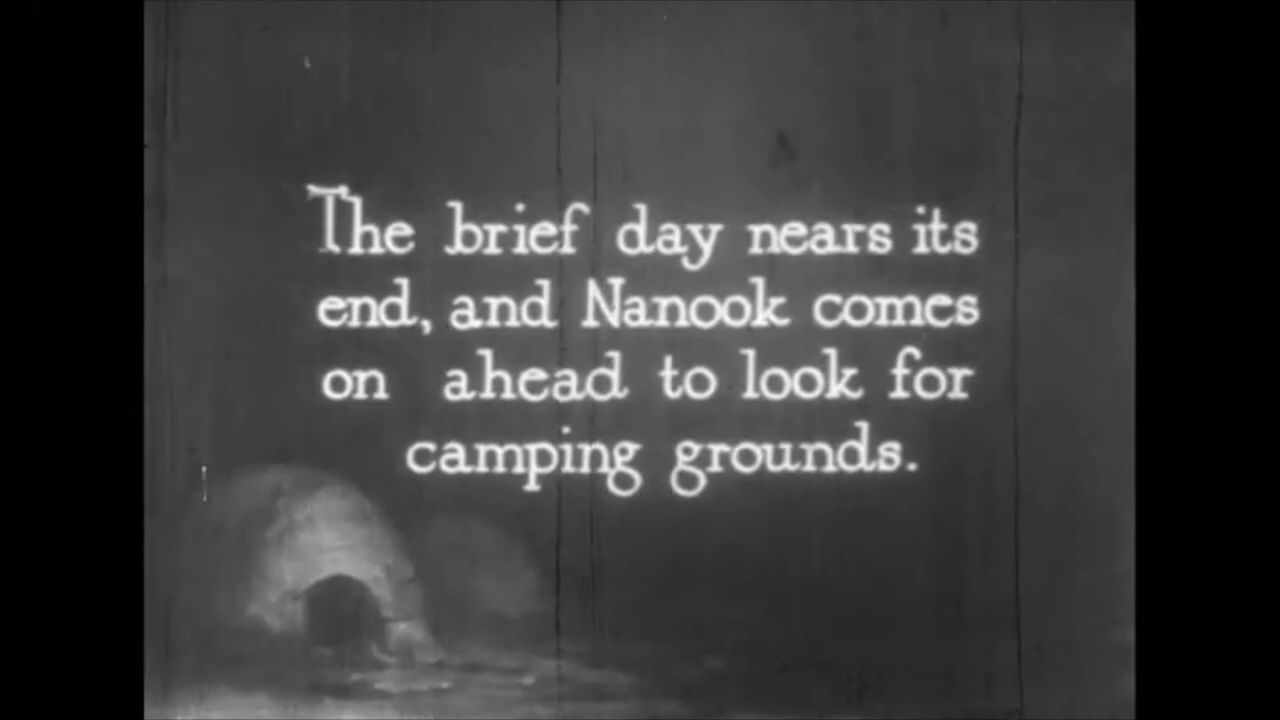 The brief day nears its
end, and Nanook comes
on ahead to look for
camping grounds.